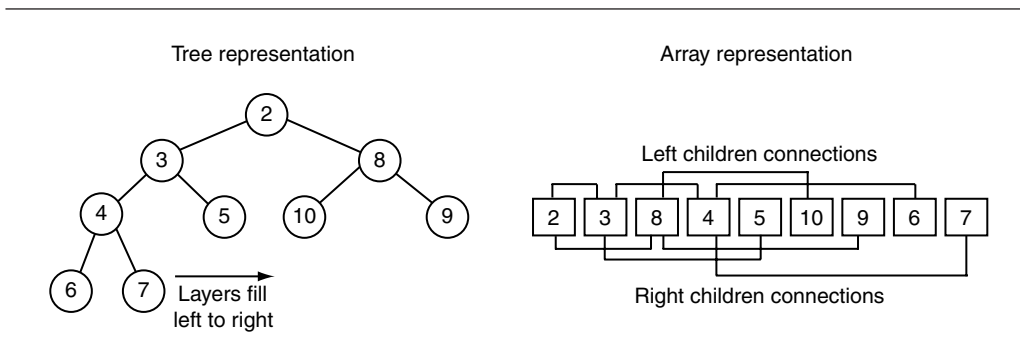 Tree representation
Array representation
2
3 8
4 5 10 9
6 7
Layers fill
left to right
Left children connections
2 3 8 4 5 10 9 6 7
Right children connections